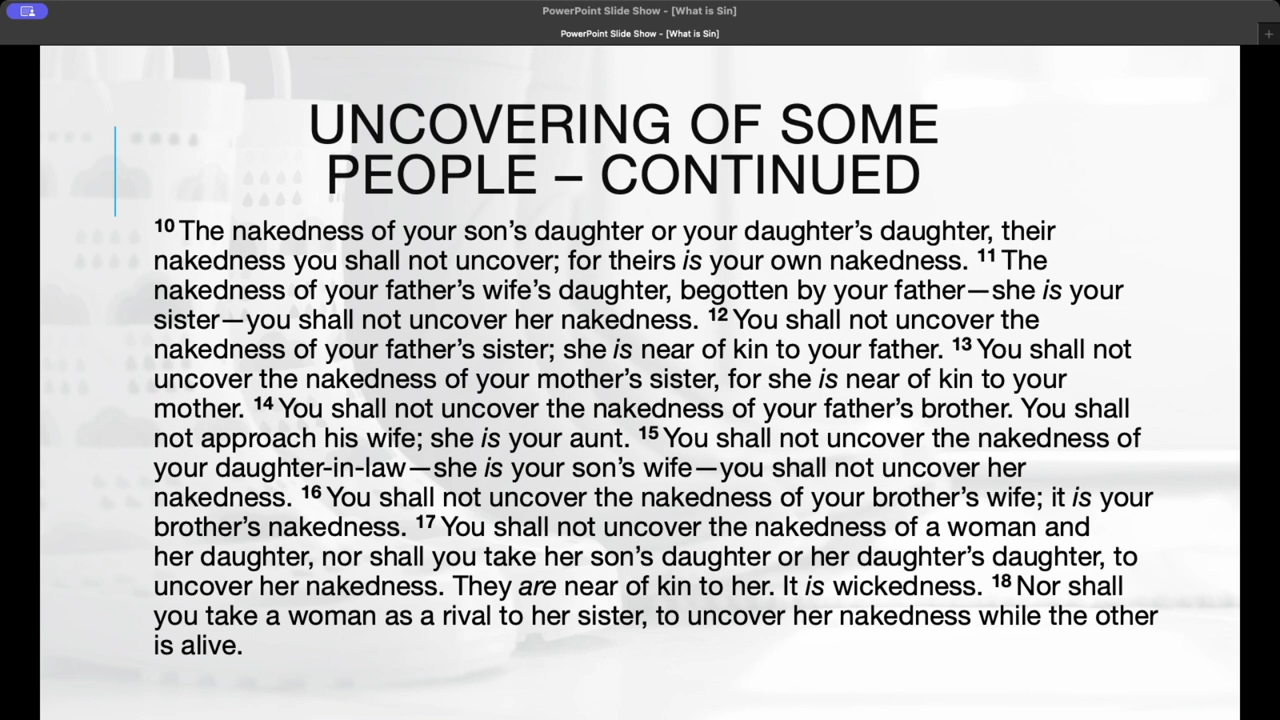 PowerPoint Slide Show - [What is Sin]
PowerPoint Slide Show - [What is Sin]
UNCOVERING OF SOME
PEOPLE – CONTINUED
10 The nakedness of your son’s daughter or your daughter’s daughter, their
nakedness you shall not uncover; for theirs is your own nakedness. 11 The
nakedness of your father’s wife’s daughter, begotten by your father—she is your
sister—you shall not uncover her nakedness. 12 You shall not uncover the
nakedness of your father’s sister; she is near of kin to your father. 13 You shall not
uncover the nakedness of your mother’s sister, for she is near of kin to your
mother. 14 You shall not uncover the nakedness of your father’s brother. You shall
not approach his wife; she is your aunt. 15 You shall not uncover the nakedness of
your daughter-in-law—she is your son’s wife—you shall not uncover her
nakedness. 16 You shall not uncover the nakedness of your brother’s wife; it is your
brother’s nakedness. 17 You shall not uncover the nakedness of a woman and
her daughter, nor shall you take her son’s daughter or her daughter’s daughter, to
uncover her nakedness. They are near of kin to her. It is wickedness. 18 Nor shall
you take a woman as a rival to her sister, to uncover her nakedness while the other
is alive.